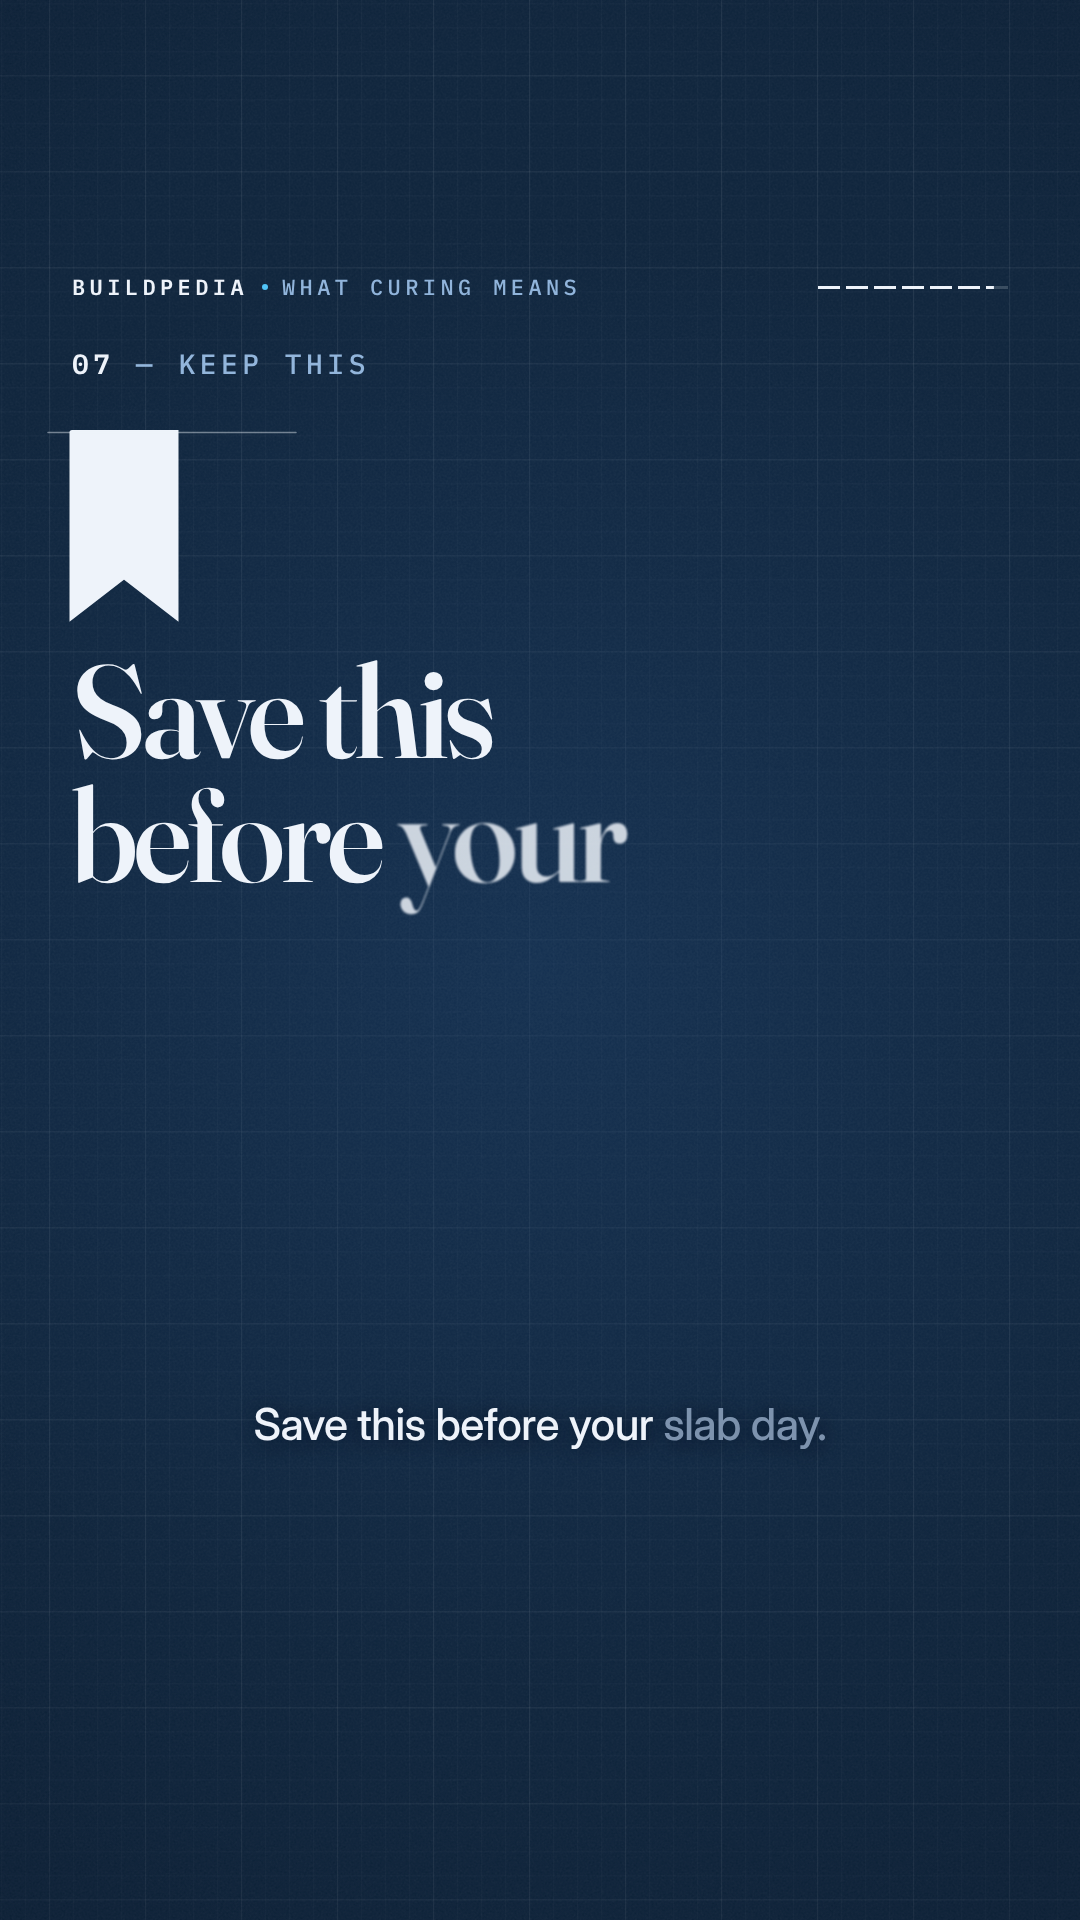 BUILDPEDIA • WHAT CURING MEANS
07 — KEEP THIS
Save this
before your
Save this before your slab day.